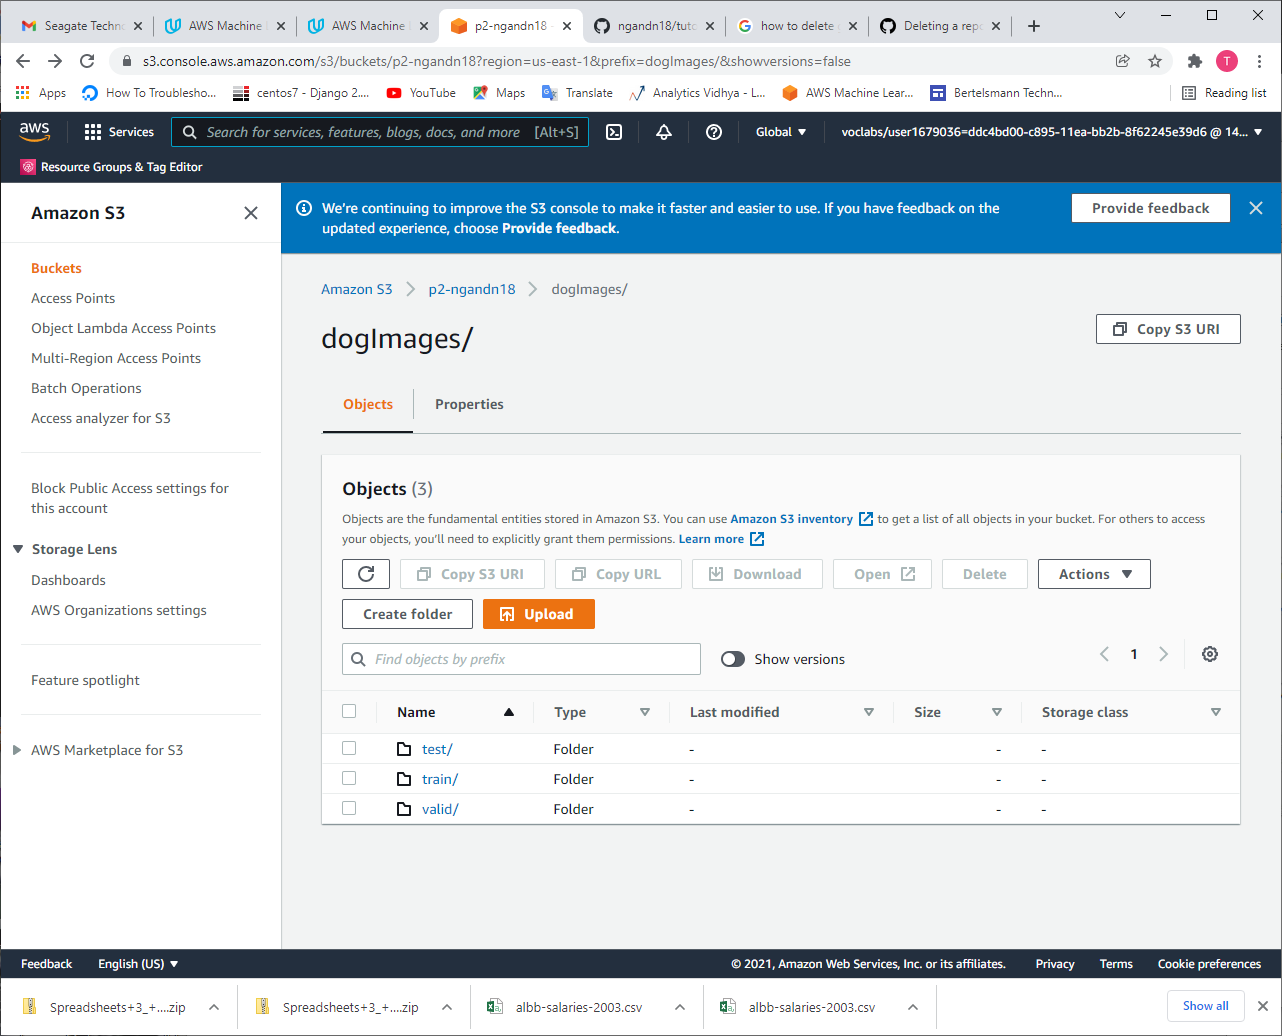 Seagate Techno
AWS Machine L
AWS Machine L
p2-ngandn18 -
ngandn18/tuto
how to delete
Deleting a repo
s3.console.aws.amazon.com/s3/buckets/p2-ngandn18?region=us-east-1&prefix=dogImages/&showversions=false
T
Apps
How To Troublesho...
centos7 - Django 2....
YouTube
Maps
Translate
Analytics Vidhya - L...
AWS Machine Lear...
Bertelsmann Techn...
Reading list
aws
Services
Search for services, features, blogs, docs, and more [Alt+S]
Global
voclabs/user1679036=ddc4bd00-c895-11ea-bb2b-8f62245e39d6 @ 14...
Resource Groups & Tag Editor
Amazon S3
Buckets
Access Points
Object Lambda Access Points
Multi-Region Access Points
Batch Operations
Access analyzer for S3
Block Public Access settings for
this account
Storage Lens
Dashboards
AWS Organizations settings
Feature spotlight
AWS Marketplace for S3
We're continuing to improve the S3 console to make it faster and easier to use. If you have feedback on the
updated experience, choose Provide feedback.
Provide feedback
Amazon S3
p2-ngandn18
dogImages/
dogImages/
Copy S3 URI
Objects
Properties
Objects (3)
Objects are the fundamental entities stored in Amazon S3. You can use Amazon S3 inventory to get a list of all objects in your bucket. For others to access
your objects, you'll need to explicitly grant them permissions. Learn more
Copy S3 URI
Copy URL
Download
Open
Delete
Actions
Create folder
Upload
Find objects by prefix
Show versions
1
Name
Type
Last modified
Size
Storage class
test/ Folder - - -
train/ Folder - - -
valid/ Folder - - -
Feedback
English (US)
© 2021, Amazon Web Services, Inc. or its affiliates.
Privacy
Terms
Cookie preferences
Spreadsheets+3_+....zip
Spreadsheets+3_+....zip
albb-salaries-2003.csv
albb-salaries-2003.csv
Show all